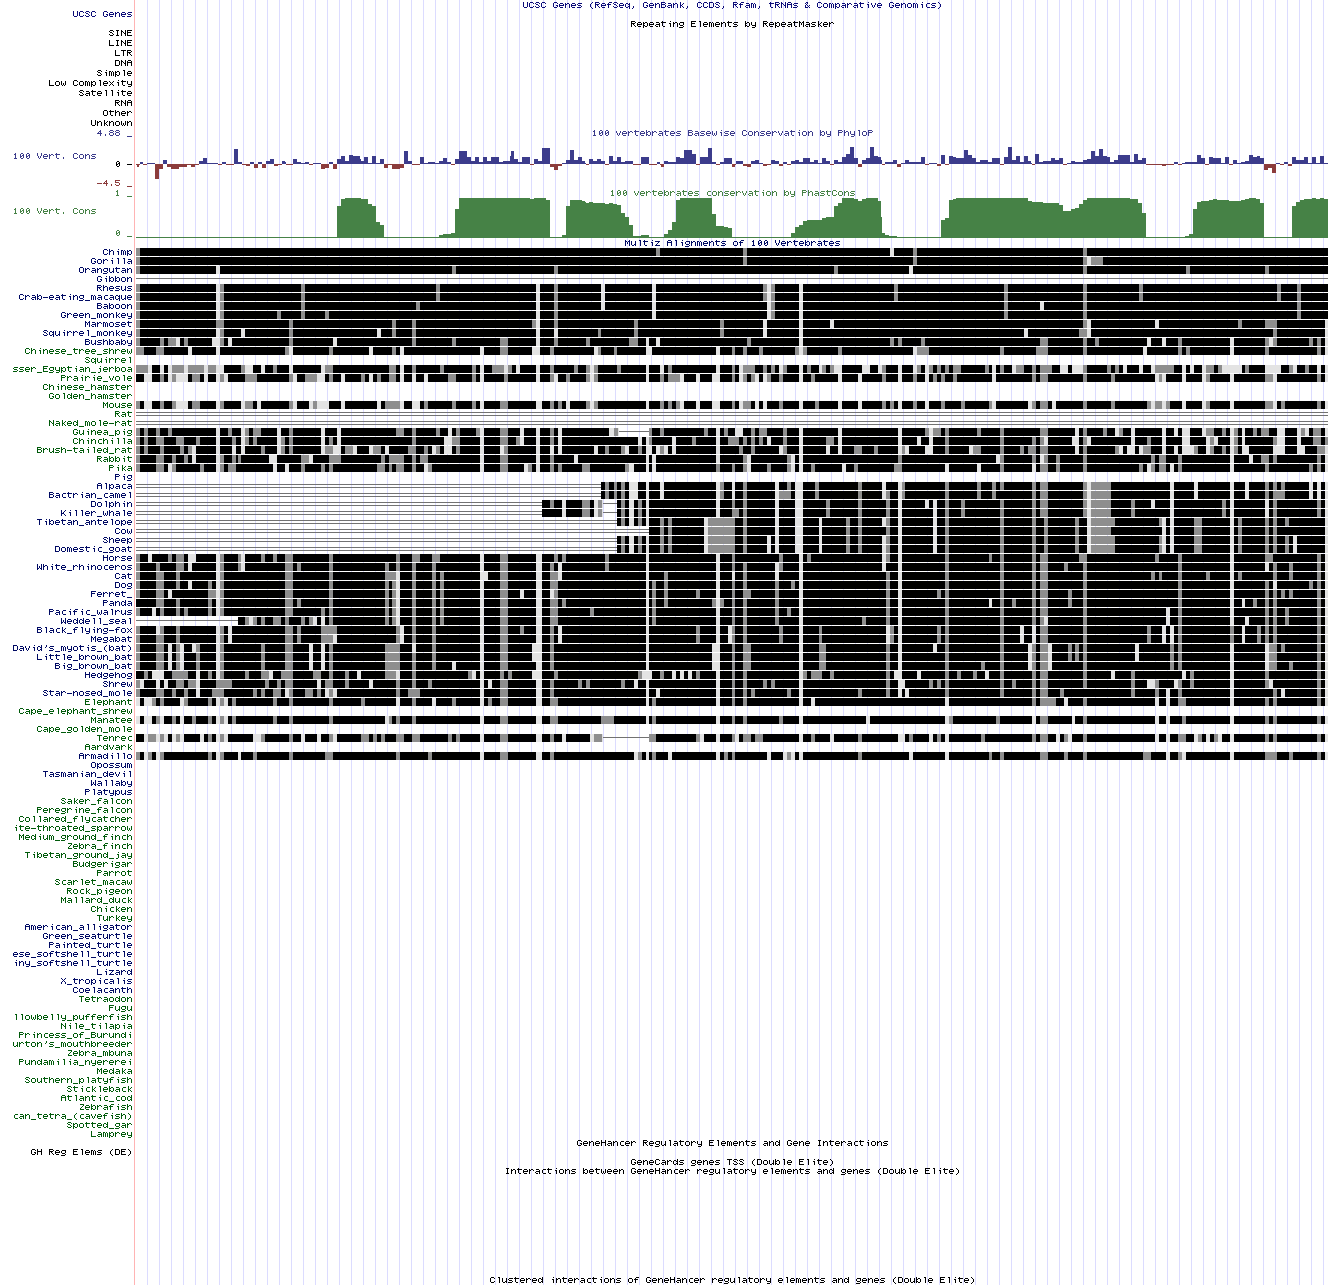 UCSC Genes (RefSeq, GenBank, CCDS, Rfam, tRNAs & Comparative Genomics)
UCSC Genes
Repeating Elements by RepeatMasker
SINE
LINE
LTR
DNA
Simple
Low Complexity
Satellite
RNA
Other
Unknown
4.88 _
100 vertebrates Basewise Conservation by PhyloP
100 Vert. Cons
0 -
-4.5 _
1 _
100 vertebrates conservation by PhastCons
100 Vert. Cons
0 _
Multiz Alignments of 100 Vertebrates
Chimp
Gorilla
Orangutan
Gibbon
Rhesus
Crab-eating_macaque
Baboon
Green_monkey
Marmoset
Squirrel_monkey
Bushbaby
Chinese_tree_shrew
Squirrel
sser_Egyptian_jerboa
Prairie_vole
Chinese_hamster
Golden_hamster
Mouse
Rat
Naked_mole-rat
Guinea_pig
Chinchilla
Brush-tailed_rat
Rabbit
Pika
Pig
Alpaca
Bactrian_camel
Dolphin
Killer_whale
Tibetan_antelope
Cow
Sheep
Domestic_goat
Horse
White_rhinoceros
Cat
Dog
Ferret_
Panda
Pacific_walrus
Weddell_seal
Black_flying-fox
Megabat
David's_myotis_(bat)
Little_brown_bat
Big_brown_bat
Hedgehog
Shrew
Star-nosed_mole
Elephant
Cape_elephant_shrew
Manatee
Cape_golden_mole
Tenrec
Aardvark
Armadillo
Opossum
Tasmanian_devil
Wallaby
Platypus
Saker_falcon
Peregrine_falcon
Collared_flycatcher
ite-throated_sparrow
Medium_ground_finch
Zebra_finch
Tibetan_ground_jay
Budgerigar
Parrot
Scarlet_macaw
Rock_pigeon
Mallard_duck
Chicken
Turkey
American_alligator
Green_seaturtle
Painted_turtle
ese_softshell_turtle
iny_softshell_turtle
Lizard
X_tropicalis
Coelacanth
Tetraodon
Fugu
llowbelly_pufferfish
Nile_tilapia
Princess_of_Burundi
urton's_mouthbreeder
Zebra_mbuna
Pundamilia_nyererei
Medaka
Southern_platyfish
Stickleback
Atlantic_cod
Zebrafish
can_tetra_(cavefish)
Spotted_gar
Lamprey
GeneHancer Regulatory Elements and Gene Interactions
GH Reg Elems (DE)
GeneCards genes TSS (Double Elite)
Interactions between GeneHancer regulatory elements and genes (Double Elite)
Clustered interactions of GeneHancer regulatory elements and genes (Double Elite)